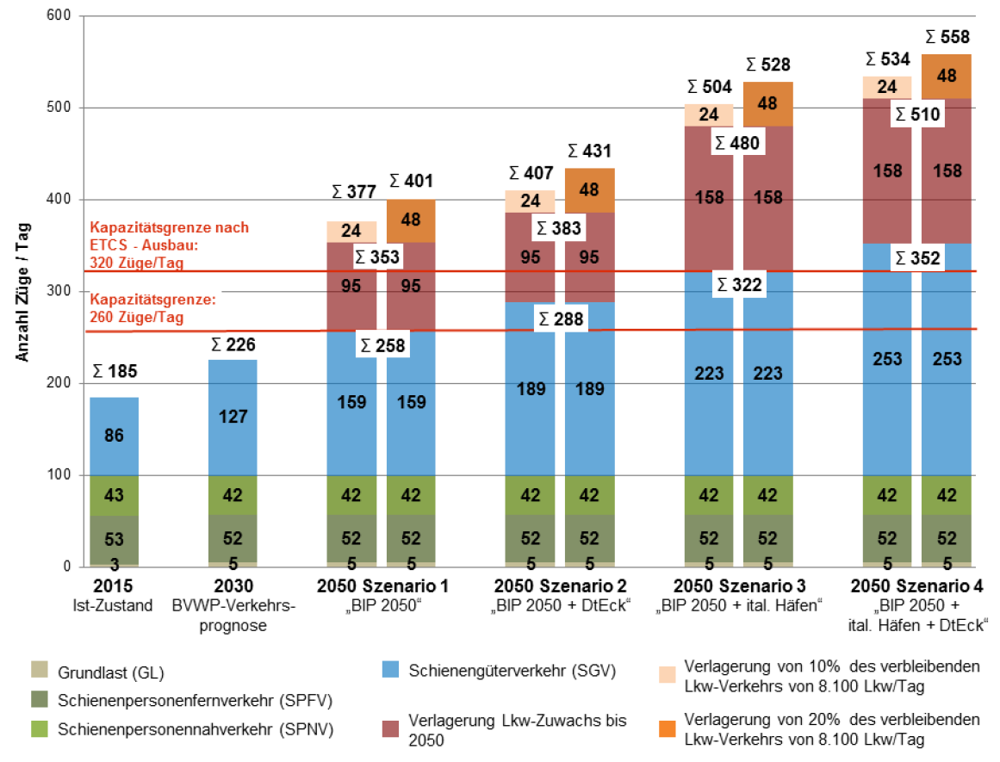 600
500
400
300
200
100
0
Anzahl Züge / Tag
Kapazitätsgrenze nach
ETCS - Ausbau:
320 Züge/Tag
Kapazitätsgrenze:
260 Züge/Tag
Σ 185
86
43
53
3
Σ 226
127
42
52
5
Σ 377
Σ 401
24
48
Σ 353
95
95
Σ 258
159
159
42
42
52
52
5
5
Σ 407
Σ 431
24
48
Σ 383
95
95
Σ 288
189
189
42
42
52
52
5
5
Σ 504
Σ 528
24
48
Σ 480
158
158
Σ 322
223
223
42
42
52
52
5
5
Σ 534
Σ 558
24
48
Σ 510
158
158
Σ 352
253
253
42
42
52
52
5
5
2015
Ist-Zustand
2030
BVWP-Verkehrs-
prognose
2050 Szenario 1
„BIP 2050“
2050 Szenario 2
„BIP 2050 + DtEck“
2050 Szenario 3
„BIP 2050 + ital. Häfen“
2050 Szenario 4
„BIP 2050 +
ital. Häfen + DtEck“
Grundlast (GL)
Schienenpersonenfernverkehr (SPFV)
Schienenpersonennahverkehr (SPNV)
Schienengüterverkehr (SGV)
Verlagerung Lkw-Zuwachs bis
2050
Verlagerung von 10% des verbleibenden
Lkw-Verkehrs von 8.100 Lkw/Tag
Verlagerung von 20% des verbleibenden
Lkw-Verkehrs von 8.100 Lkw/Tag